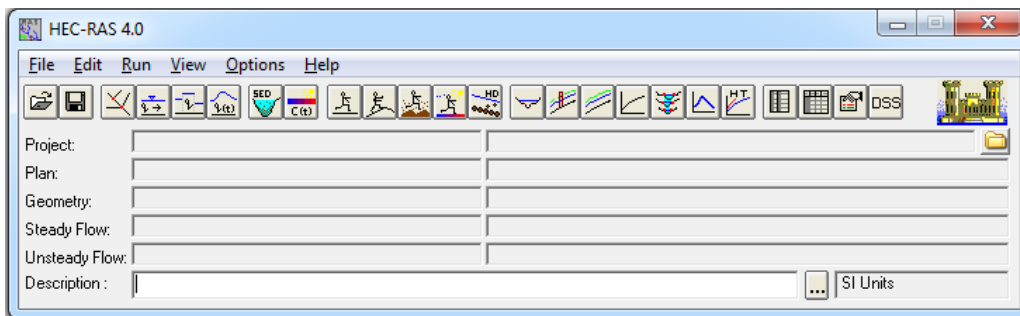 HEC-RAS 4.0
File Edit Run View Options Help
SED C(t) HD HT DSS
Project:
Plan:
Geometry:
Steady Flow:
Unsteady Flow:
Description : ... SI Units